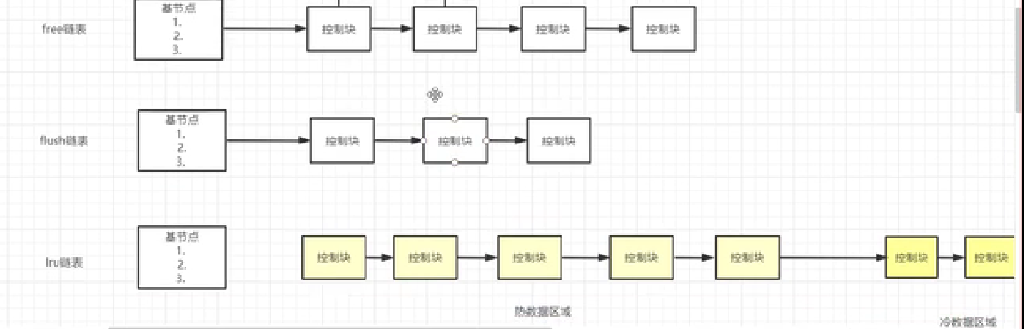 free链表
基节点
1.
2.
3.
控制块
控制块
控制块
控制块
flush链表
基节点
1.
2.
3.
控制块
控制块
控制块
lru链表
基节点
1.
2.
3.
控制块
控制块
控制块
控制块
控制块
控制块
控制块
热数据区域
冷数据区域